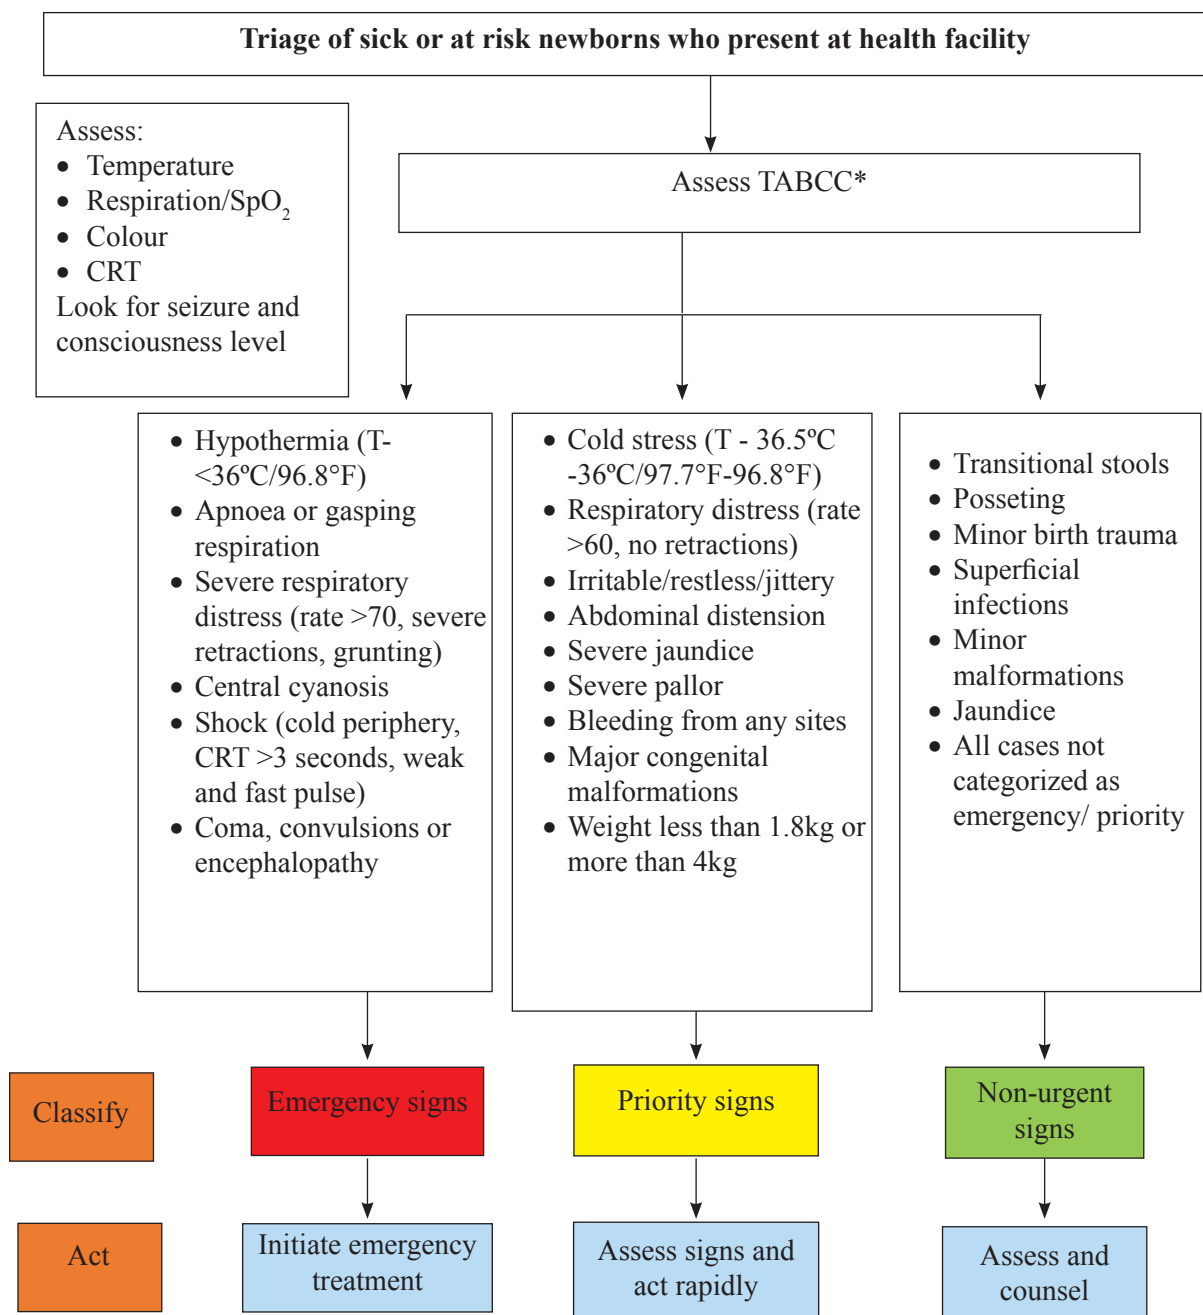 Triage of sick or at risk newborns who present at health facility
Assess:
• Temperature
• Respiration/SpO₂
• Colour
• CRT
Look for seizure and
consciousness level
Assess TABCC*
• Hypothermia (T-
<36ºC/96.8°F)
• Apnoea or gasping
respiration
• Severe respiratory
distress (rate >70, severe
retractions, grunting)
• Central cyanosis
• Shock (cold periphery,
CRT >3 seconds, weak
and fast pulse)
• Coma, convulsions or
encephalopathy
• Cold stress (T - 36.5ºC
-36ºC/97.7°F-96.8°F)
• Respiratory distress (rate
>60, no retractions)
• Irritable/restless/jittery
• Abdominal distension
• Severe jaundice
• Severe pallor
• Bleeding from any sites
• Major congenital
malformations
• Weight less than 1.8kg or
more than 4kg
• Transitional stools
• Posseting
• Minor birth trauma
• Superficial
infections
• Minor
malformations
• Jaundice
• All cases not
categorized as
emergency/ priority
Classify
Emergency signs
Priority signs
Non-urgent
signs
Act
Initiate emergency
treatment
Assess signs and
act rapidly
Assess and
counsel